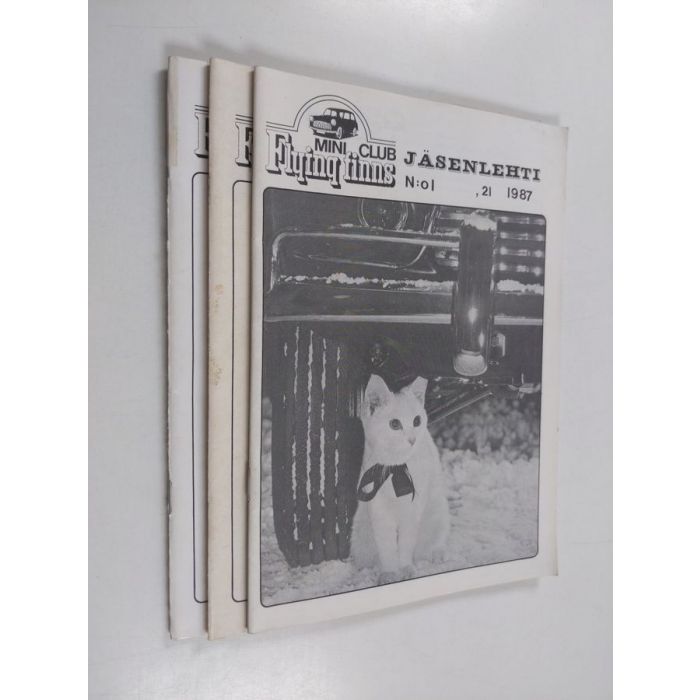 MINI CLUB
Flying finns
JÄSENLEHTI
N:o1 , 21 1987
F
F